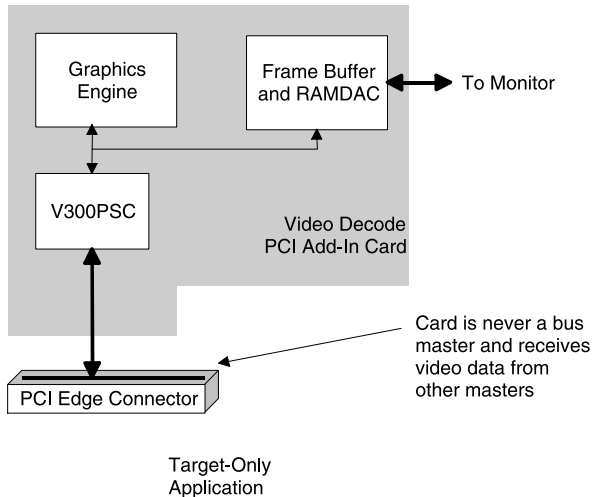 Graphics
Engine
Frame Buffer
and RAMDAC
To Monitor
V300PSC
Video Decode
PCI Add-In Card
Card is never a bus
master and receives
video data from
other masters
PCI Edge Connector
Target-Only
Application